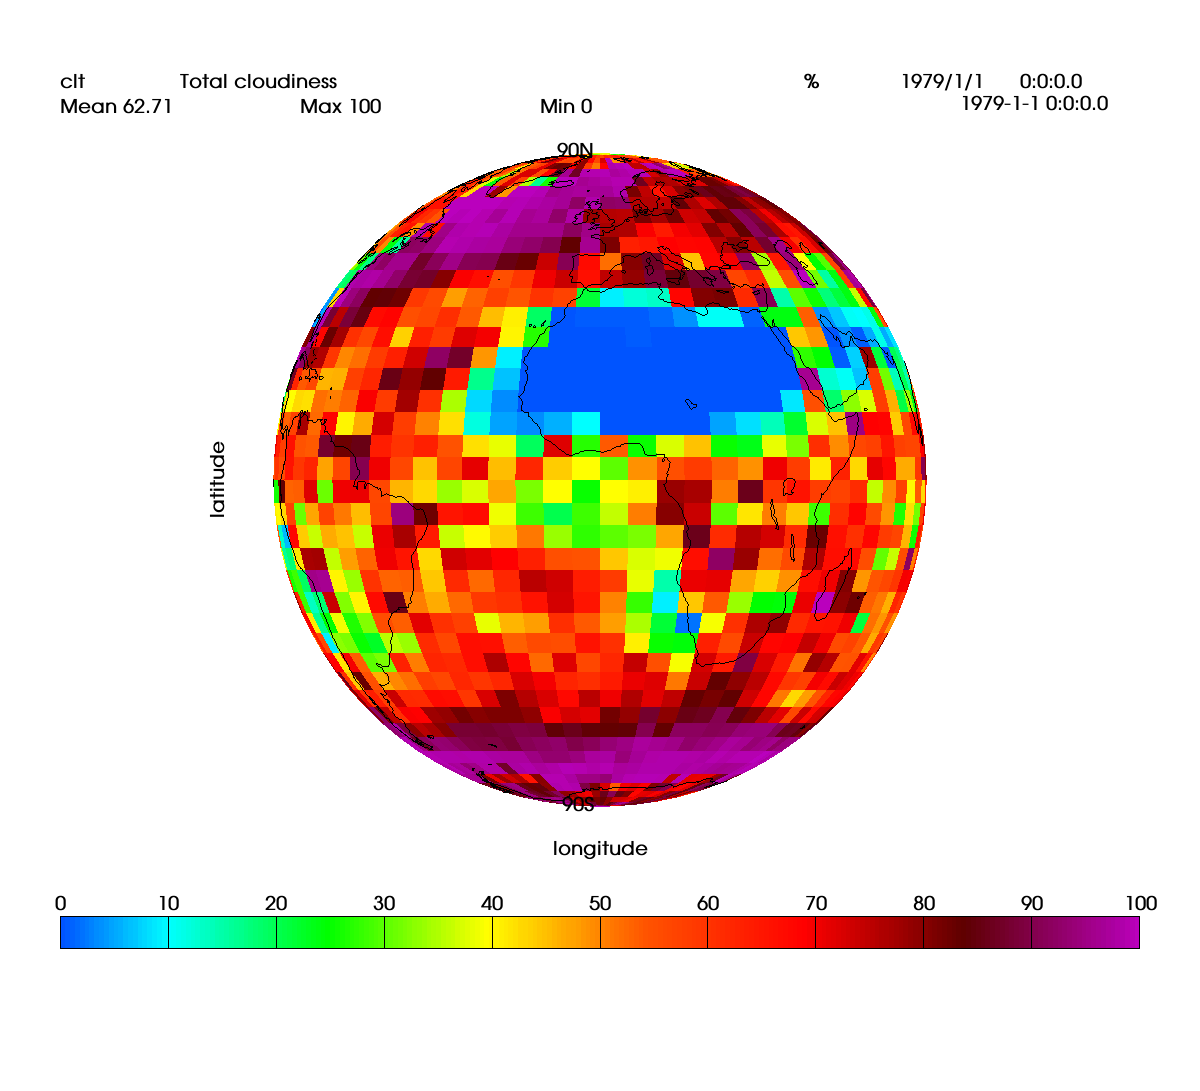 clt Total cloudiness % 1979/1/1 0:0:0.0
Mean 62.71 Max 100 Min 0 1979-1-1 0:0:0.0
90N
latitude
90S
longitude
0 10 20 30 40 50 60 70 80 90 100